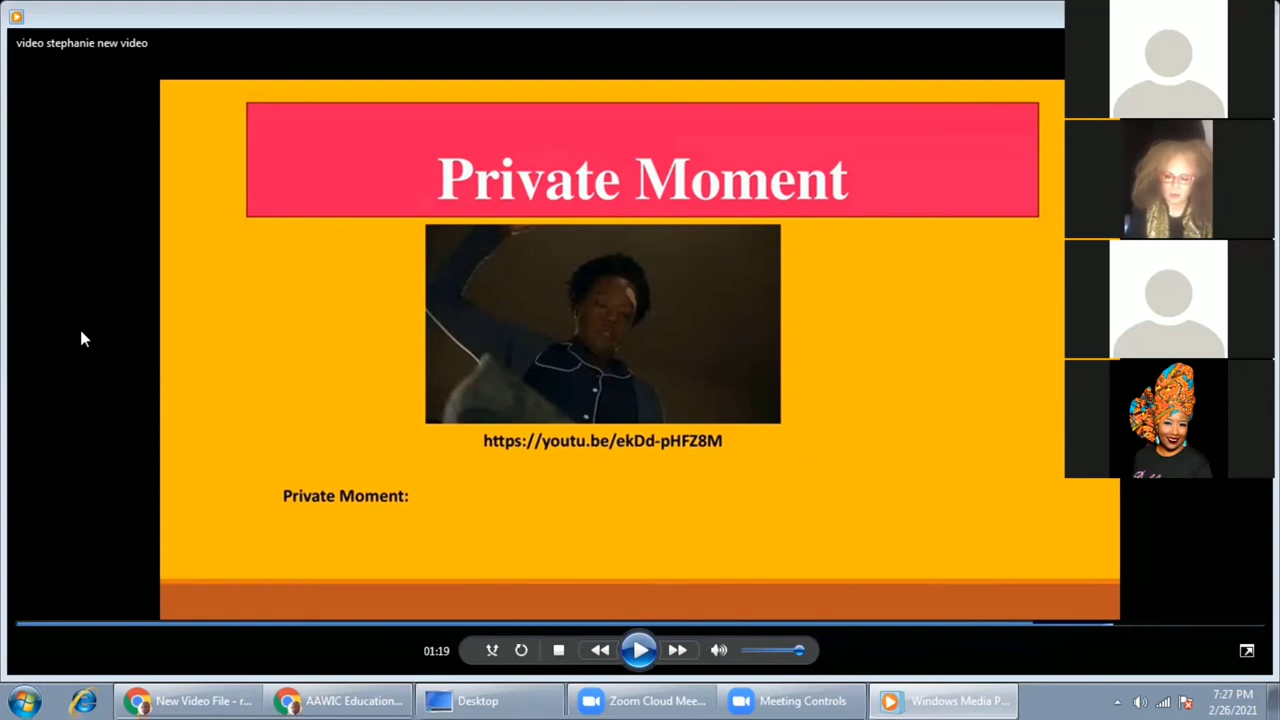 video stephanie new video
Private Moment
https://youtu.be/ekDd-pHFZ8M
Private Moment:
01:19
New Video File - r...
AAWIC Education...
Desktop
Zoom Cloud Mee...
Meeting Controls
Windows Media P...
7:27 PM
2/26/2021